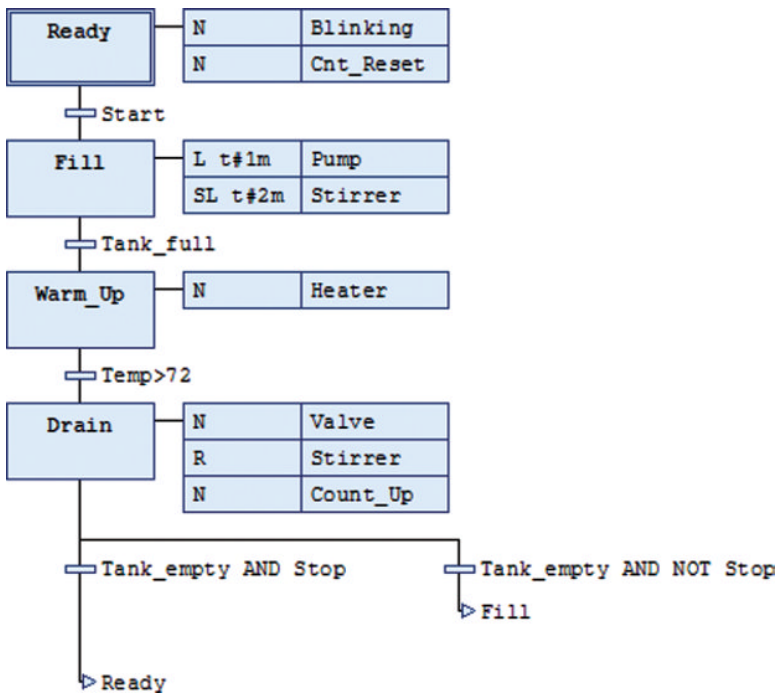 Ready N Blinking
N Cnt_Reset
Start
Fill L t#1m Pump
SL t#2m Stirrer
Tank_full
Warm_Up N Heater
Temp>72
Drain N Valve
R Stirrer
N Count_Up
Tank_empty AND Stop Tank_empty AND NOT Stop
Fill
Ready